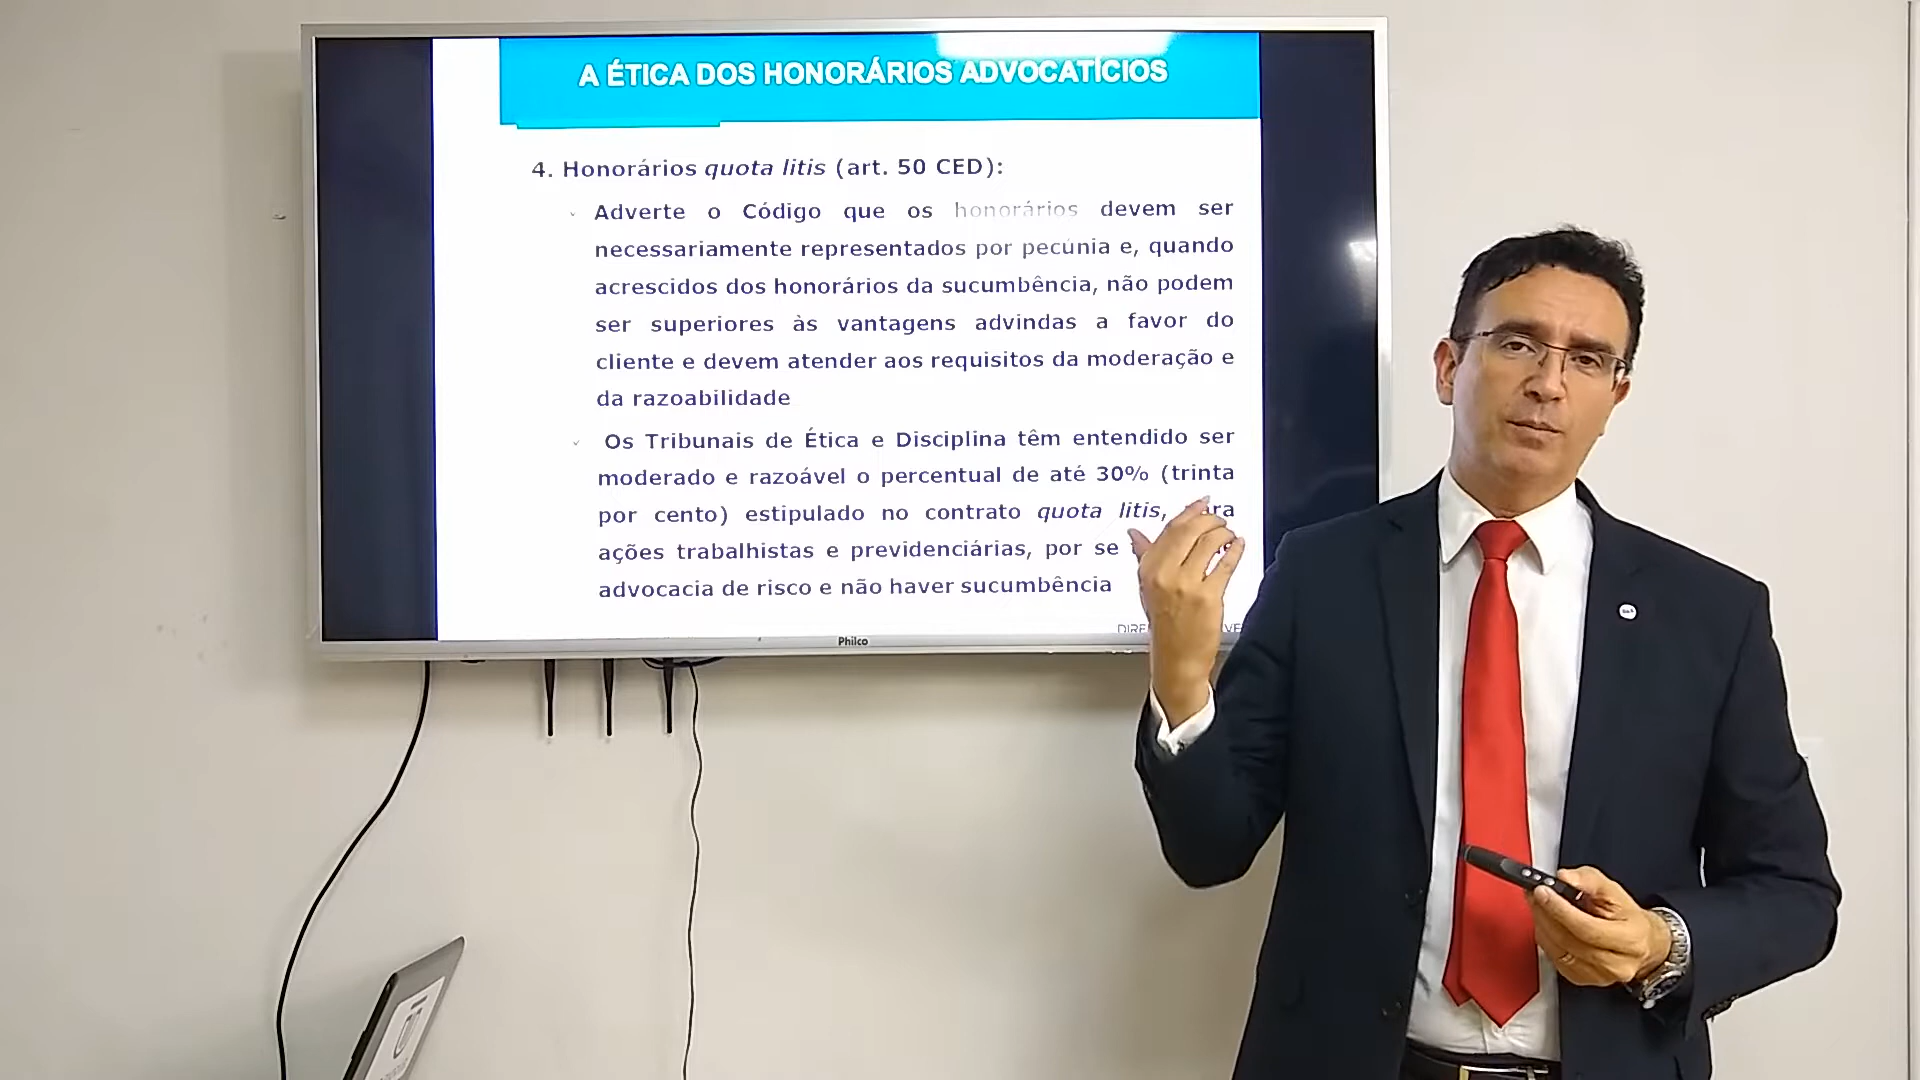 A ÉTICA DOS HONORÁRIOS ADVOCATÍCIOS
4. Honorários quota litis (art. 50 CED):
Adverte o Código que os honorários devem ser
necessariamente representados por pecúnia e, quando
acrescidos dos honorários da sucumbência, não podem
ser superiores às vantagens advindas a favor do
cliente e devem atender aos requisitos da moderação e
da razoabilidade
Os Tribunais de Ética e Disciplina têm entendido ser
moderado e razoável o percentual de até 30% (trinta
por cento) estipulado no contrato quota litis,
ações trabalhistas e previdenciárias, por se
advocacia de risco e não haver sucumbência
Philco